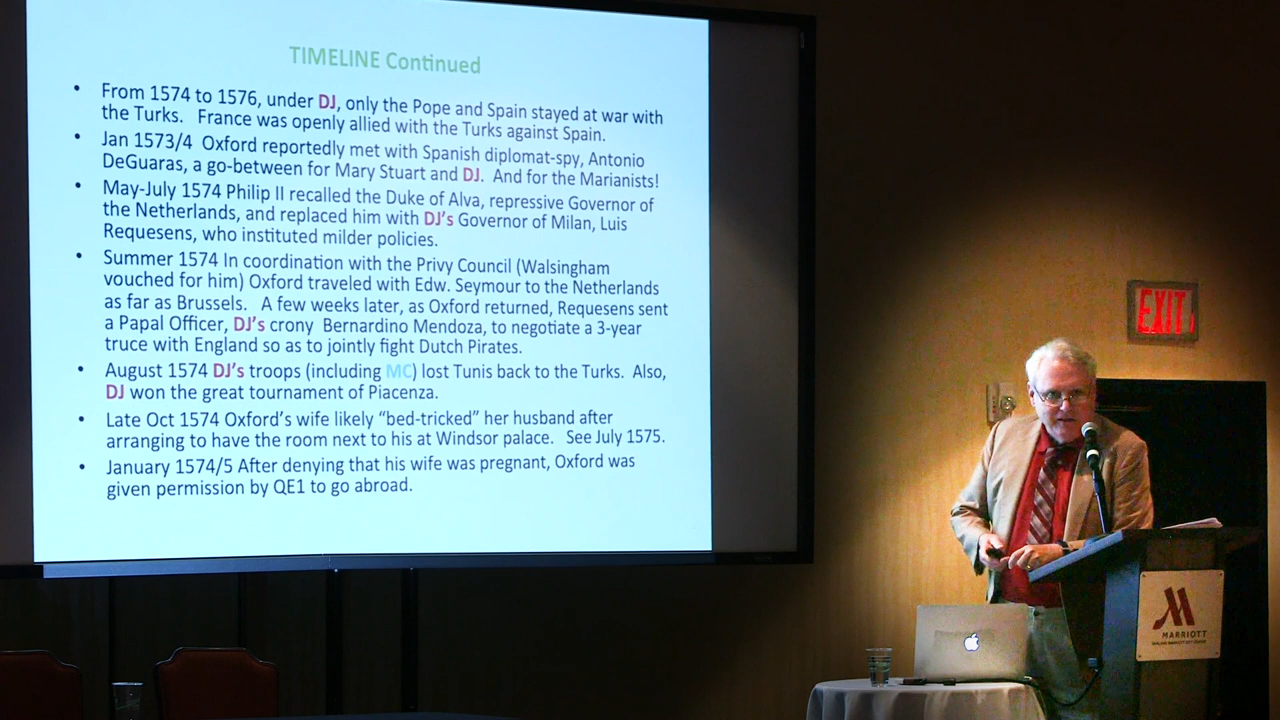 TIMELINE Continued
• From 1574 to 1576, under DJ, only the Pope and Spain stayed at war with
the Turks. France was openly allied with the Turks against Spain.
• Jan 1573/4 Oxford reportedly met with Spanish diplomat-spy, Antonio
DeGuaras, a go-between for Mary Stuart and DJ. And for the Marianists!
• May-July 1574 Philip II recalled the Duke of Alva, repressive Governor of
the Netherlands, and replaced him with DJ's Governor of Milan, Luis
Requesens, who instituted milder policies.
• Summer 1574 In coordination with the Privy Council (Walsingham
vouched for him) Oxford traveled with Edw. Seymour to the Netherlands
as far as Brussels. A few weeks later, as Oxford returned, Requesens sent
a Papal Officer, DJ's crony Bernardino Mendoza, to negotiate a 3-year
truce with England so as to jointly fight Dutch Pirates.
• August 1574 DJ's troops (including MC) lost Tunis back to the Turks. Also,
DJ won the great tournament of Piacenza.
• Late Oct 1574 Oxford's wife likely "bed-tricked" her husband after
arranging to have the room next to his at Windsor palace. See July 1575.
• January 1574/5 After denying that his wife was pregnant, Oxford was
given permission by QE1 to go abroad.
EXIT
MARRIOTT